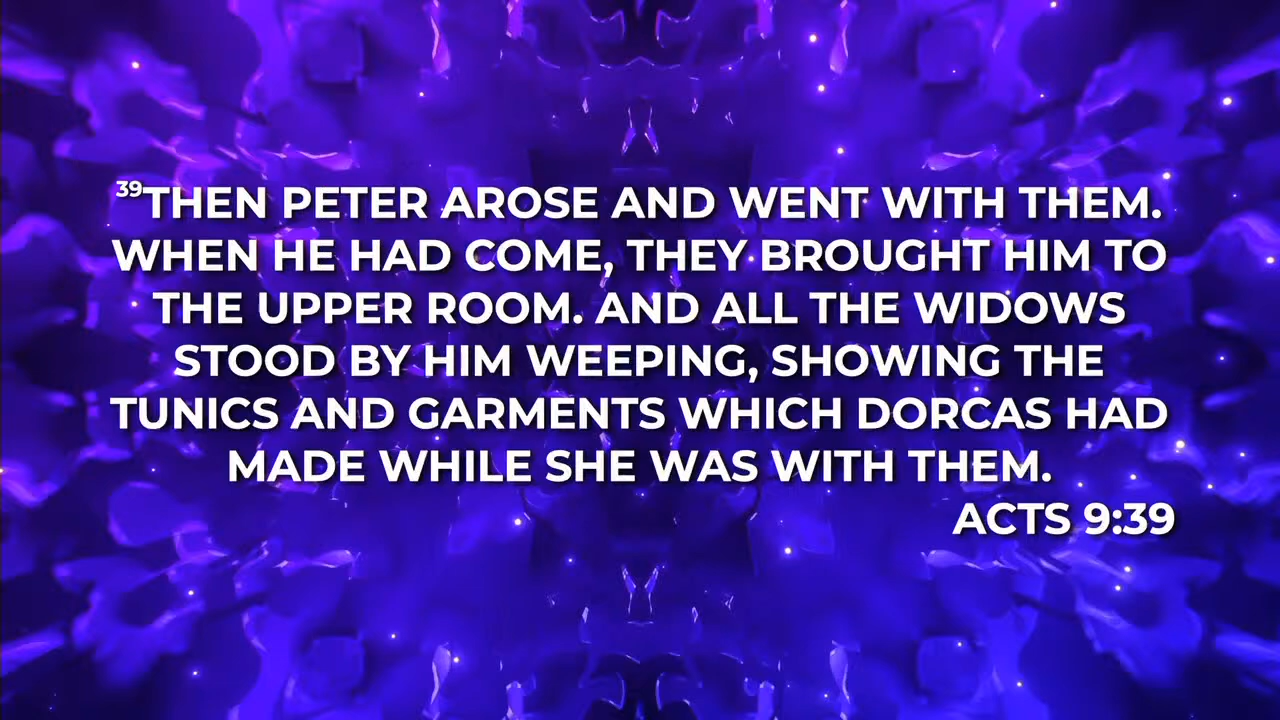 39THEN PETER AROSE AND WENT WITH THEM.
WHEN HE HAD COME, THEY BROUGHT HIM TO
THE UPPER ROOM. AND ALL THE WIDOWS
STOOD BY HIM WEEPING, SHOWING THE
TUNICS AND GARMENTS WHICH DORCAS HAD
MADE WHILE SHE WAS WITH THEM.
ACTS 9:39